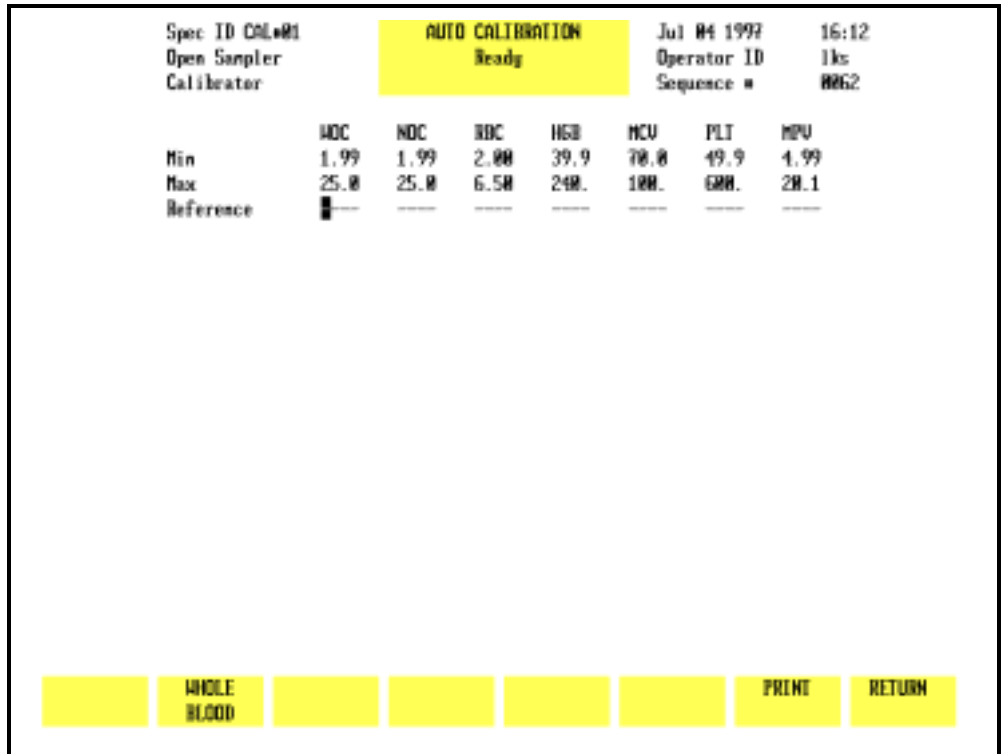 Spec ID CAL#01 AUTO CALIBRATION Jul 04 1997 16:12
Open Sampler Ready Operator ID lks
Calibrator Sequence # 0062
WOC NOC RBC HGB MCV PLT MPV
Min 1.99 1.99 2.00 39.9 70.0 49.9 4.99
Max 25.0 25.0 6.50 240. 100. 600. 20.1
Reference ---- ---- ---- ---- ---- ---- ----
WHOLE BLOOD PRINT RETURN